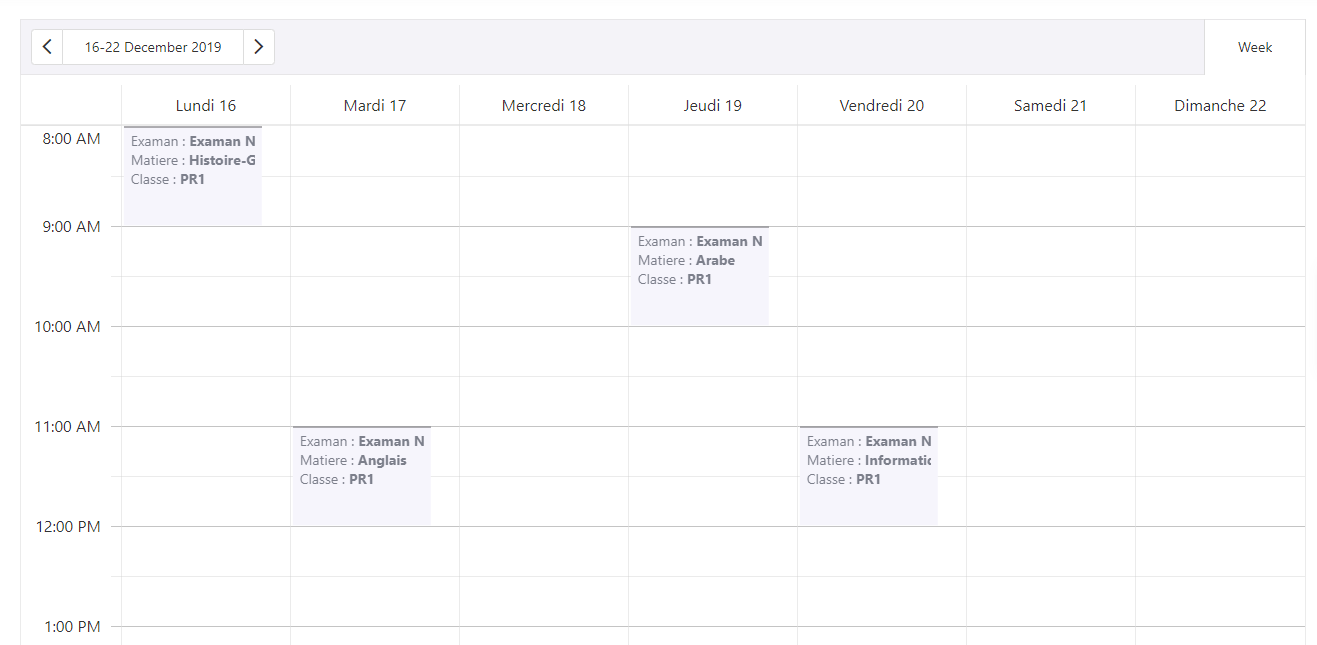 16-22 December 2019
Week
Lundi 16
Mardi 17
Mercredi 18
Jeudi 19
Vendredi 20
Samedi 21
Dimanche 22
8:00 AM
Examan : Examan N
Matiere : Histoire-G
Classe : PR1
9:00 AM
Examan : Examan N
Matiere : Arabe
Classe : PR1
10:00 AM
11:00 AM
Examan : Examan N
Matiere : Anglais
Classe : PR1
Examan : Examan N
Matiere : Informatic
Classe : PR1
12:00 PM
1:00 PM